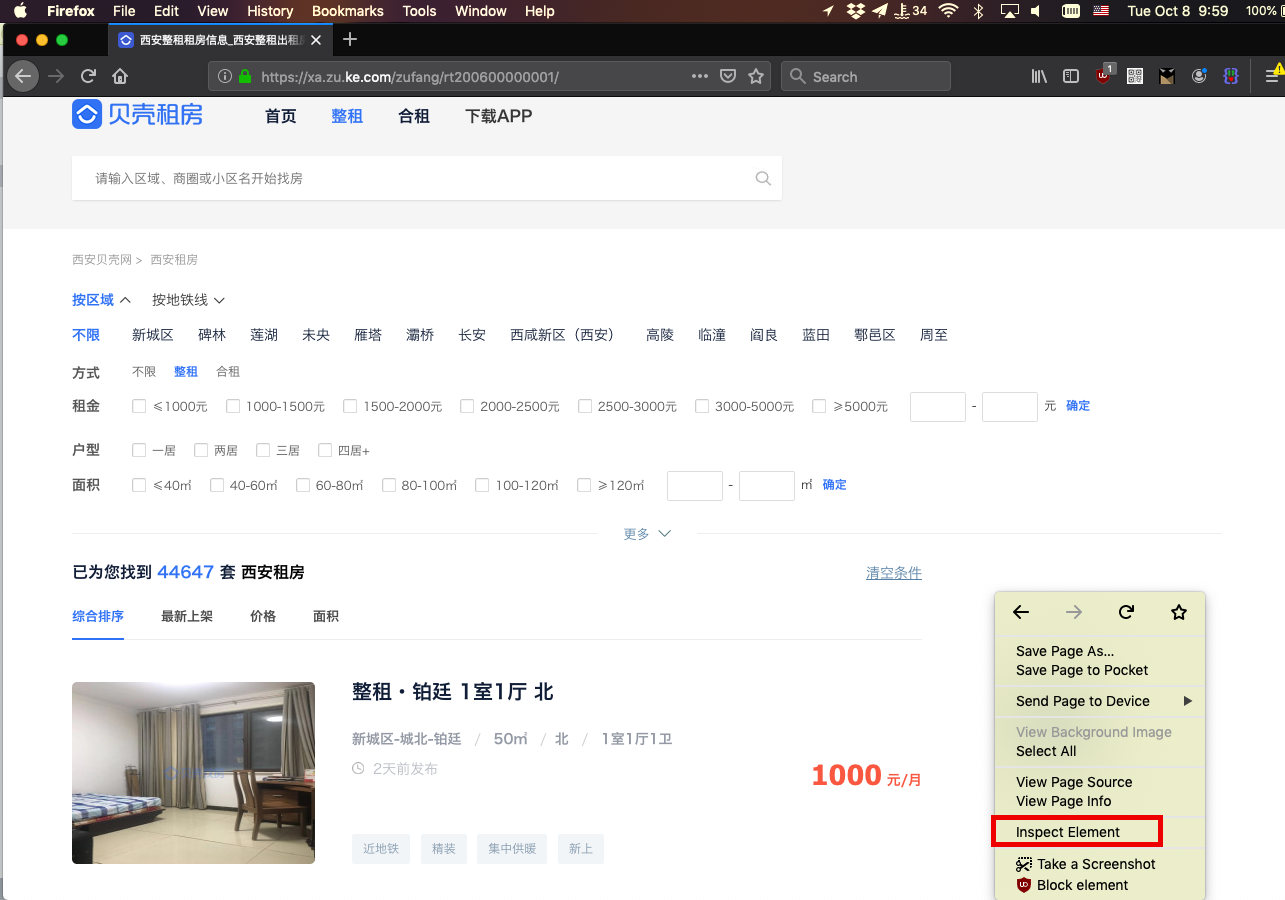 Firefox File Edit View History Bookmarks Tools Window Help 34 Tue Oct 8 9:59 100%
西安整租租房信息_西安整租出租房
https://xa.zu.ke.com/zufang/rt200600000001/ Search 1
贝壳租房 首页 整租 合租 下载APP
请输入区域、商圈或小区名开始找房
西安贝壳网 > 西安租房
按区域 按地铁线
不限 新城区 碑林 莲湖 未央 雁塔 灞桥 长安 西咸新区（西安） 高陵 临潼 阎良 蓝田 鄠邑区 周至
方式 不限 整租 合租
租金 ≤1000元 1000-1500元 1500-2000元 2000-2500元 2500-3000元 3000-5000元 ≥5000元 - 元 确定
户型 一居 两居 三居 四居+
面积 ≤40㎡ 40-60㎡ 60-80㎡ 80-100㎡ 100-120㎡ ≥120㎡ - ㎡ 确定
更多
已为您找到 44647 套 西安租房 清空条件
综合排序 最新上架 价格 面积
整租·铂廷 1室1厅 北
新城区-城北-铂廷 / 50㎡ / 北 / 1室1厅1卫
2天前发布
1000 元/月
近地铁 精装 集中供暖 新上
Save Page As...
Save Page to Pocket
Send Page to Device
View Background Image
Select All
View Page Source
View Page Info
Inspect Element
Take a Screenshot
Block element